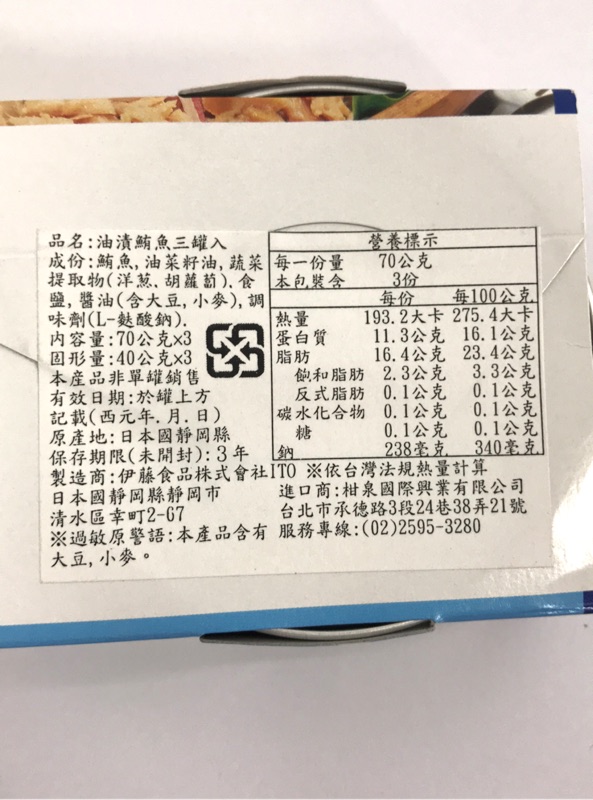 品名:油漬鮪魚三罐入
成份:鮪魚,油菜籽油,蔬菜
提取物(洋蔥、胡蘿蔔).食
鹽,醬油(含大豆,小麥),調
味劑(L-麩酸鈉).
內容量:70公克x3
固形量:40公克x3
本產品非單罐銷售
有效日期:於罐上方
記載(西元年.月.日)
原產地:日本國靜岡縣
保存期限(未開封):3年
製造商:伊藤食品株式會社ITO
日本國靜岡縣靜岡市
清水區幸町2-67
※過敏原警語:本產品含有
大豆,小麥。
營養標示
每一份量 70公克
本包裝含 3份
每份 每100公克
熱量 193.2大卡 275.4大卡
蛋白質 11.3公克 16.1公克
脂肪 16.4公克 23.4公克
飽和脂肪 2.3公克 3.3公克
反式脂肪 0.1公克 0.1公克
碳水化合物 0.1公克 0.1公克
糖 0.1公克 0.1公克
鈉 238毫克 340毫克
※依台灣法規熱量計算
進口商:柑泉國際興業有限公司
台北市承德路3段24巷38弄21號
服務專線:(02)2595-3280